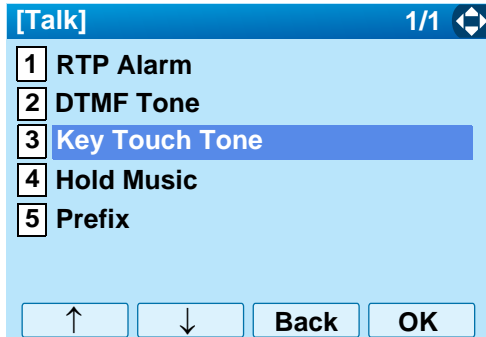 [Talk] 1/1
1 RTP Alarm
2 DTMF Tone
3 Key Touch Tone
4 Hold Music
5 Prefix
↑ ↓ Back OK